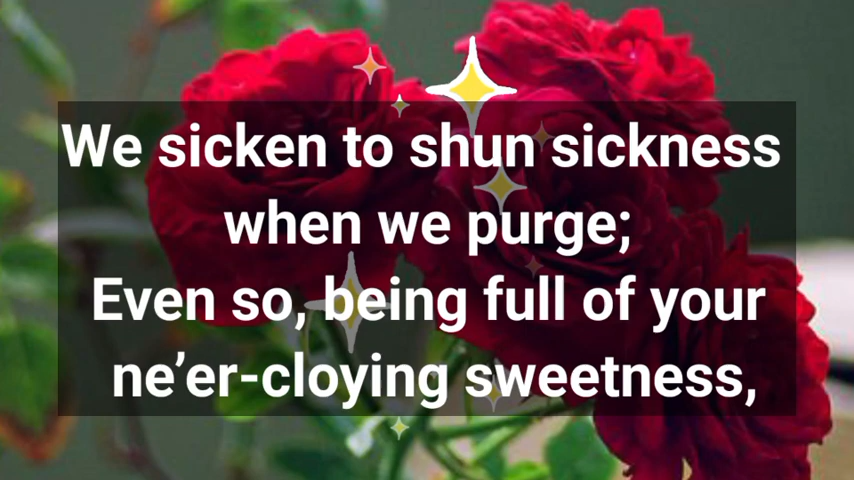 We sicken to shun sickness
when we purge;
Even so, being full of your
ne’er-cloying sweetness,